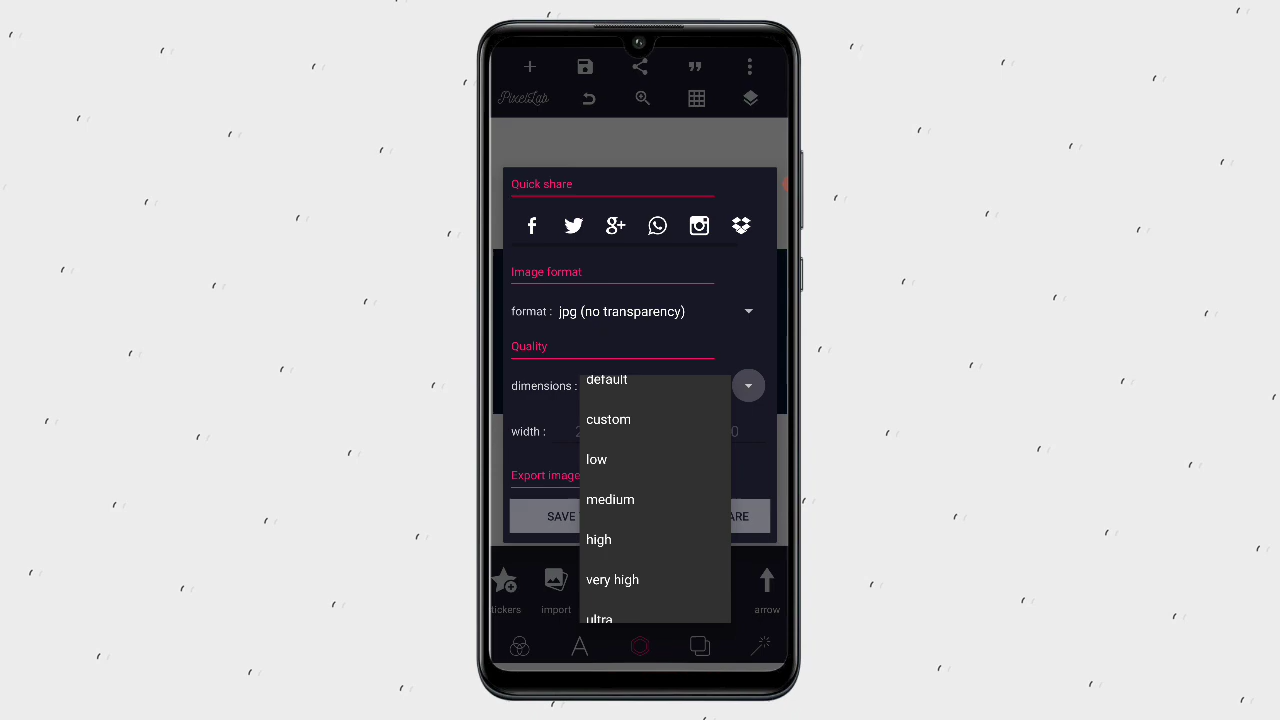 PixelLab
Quick share
Image format
format : jpg (no transparency)
Quality
dimensions :
default
custom
width :
low
Export image
medium
SAVE
ARE
high
very high
ultra
tickers
import
arrow